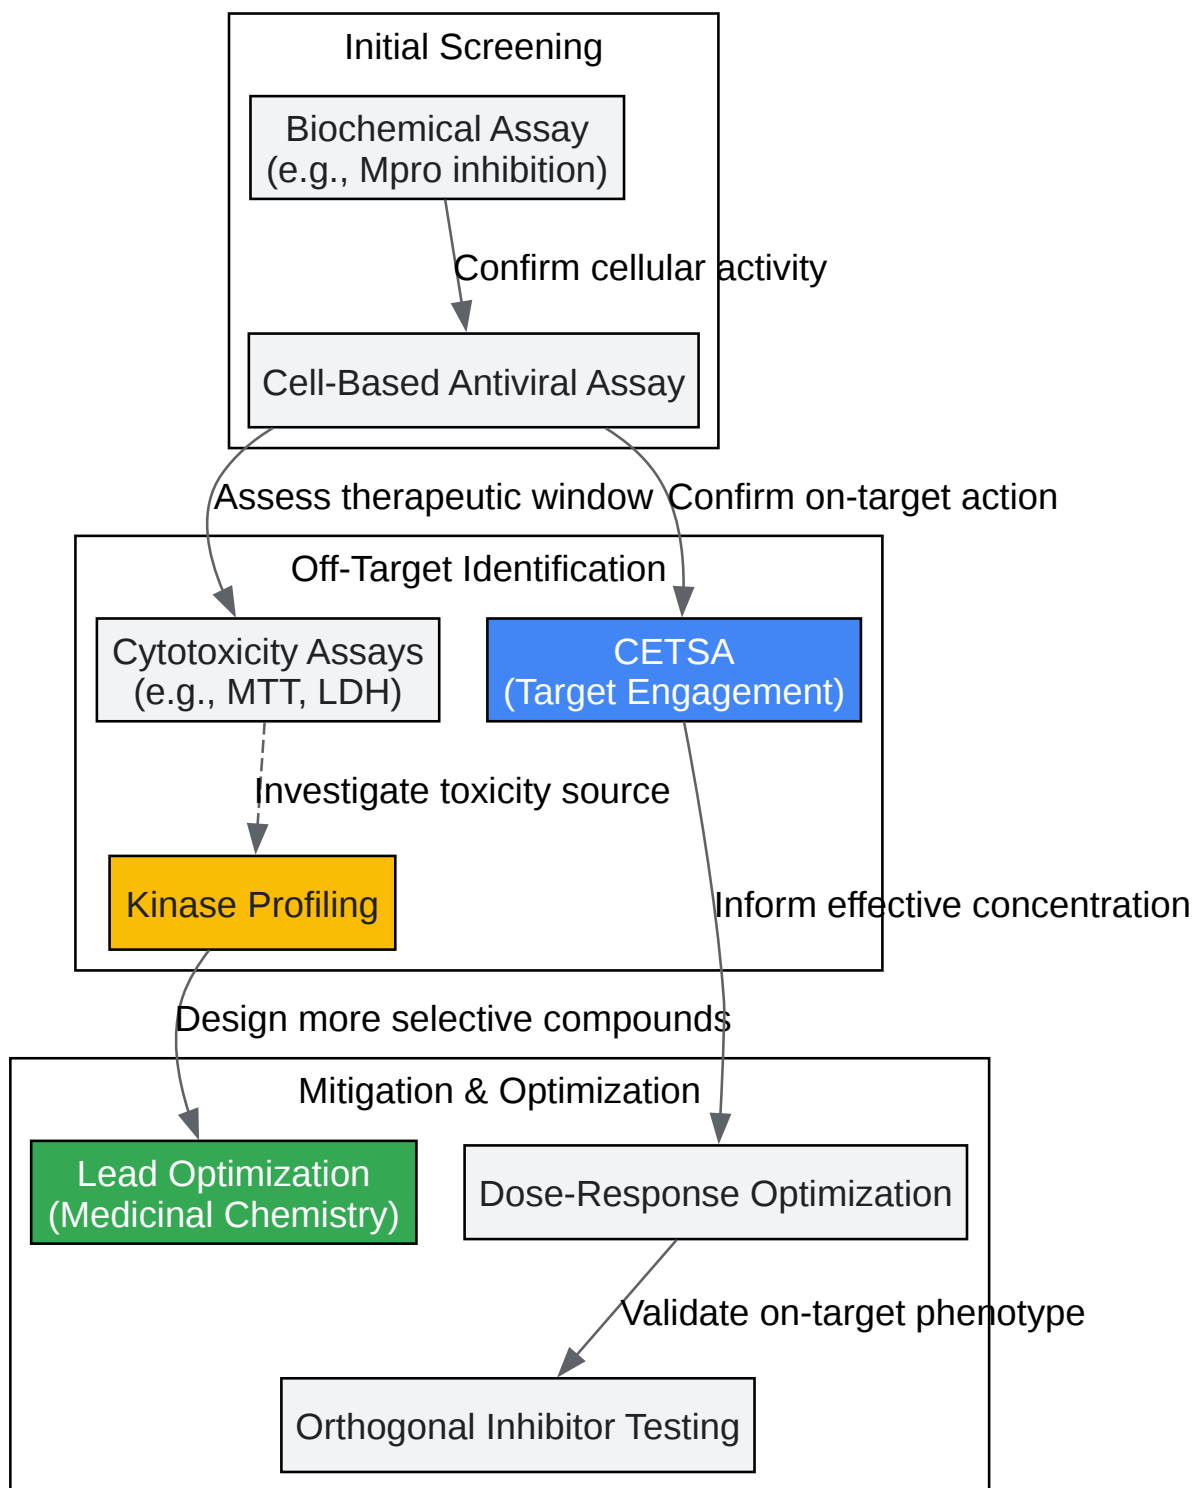 Initial Screening
Biochemical Assay
(e.g., Mpro inhibition)
Confirm cellular activity
Cell-Based Antiviral Assay
Assess therapeutic window
Confirm on-target action
Off-Target Identification
Cytotoxicity Assays
(e.g., MTT, LDH)
CETSA
(Target Engagement)
Investigate toxicity source
Kinase Profiling
Inform effective concentration
Design more selective compounds
Mitigation & Optimization
Lead Optimization
(Medicinal Chemistry)
Dose-Response Optimization
Validate on-target phenotype
Orthogonal Inhibitor Testing